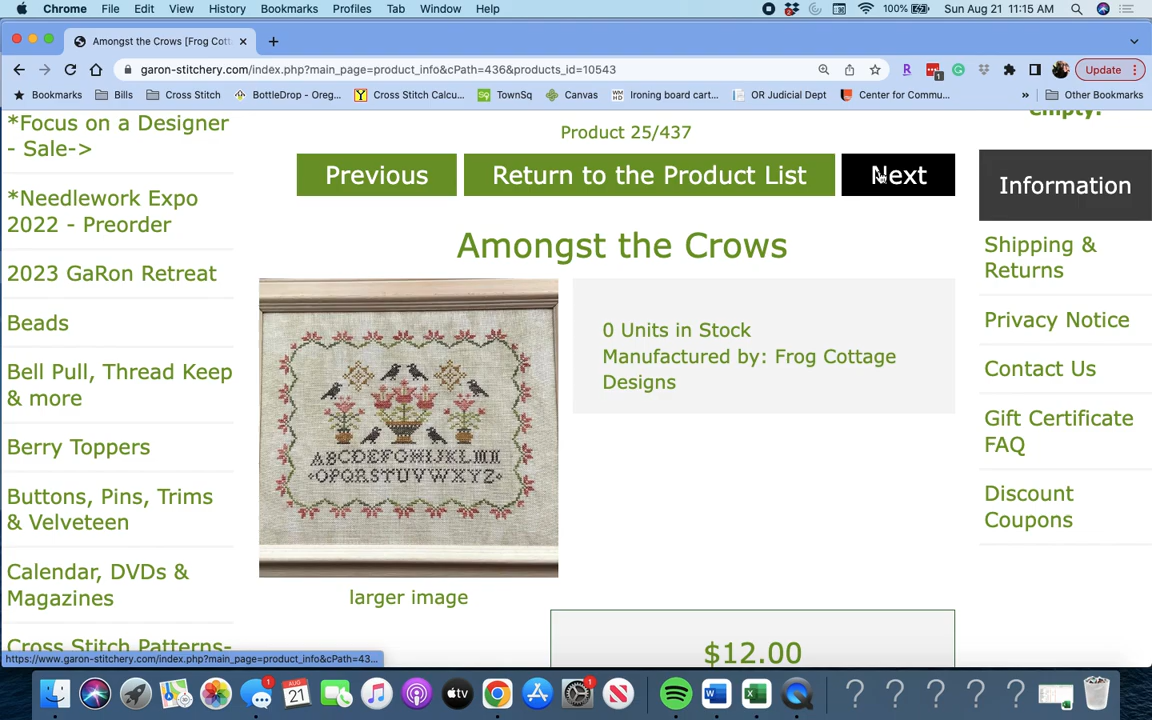 Chrome File Edit View History Bookmarks Profiles Tab Window Help 100% Sun Aug 21 11:15 AM
Amongst the Crows [Frog Cott
garon-stitchery.com/index.php?main_page=product_info&cPath=436&products_id=10543 Update
Bookmarks Bills Cross Stitch BottleDrop - Oreg... Cross Stitch Calcu... TownSq Canvas Ironing board cart... OR Judicial Dept Center for Commu... » Other Bookmarks
*Focus on a Designer
- Sale->
*Needlework Expo
2022 - Preorder
2023 GaRon Retreat
Beads
Bell Pull, Thread Keep
& more
Berry Toppers
Buttons, Pins, Trims
& Velveteen
Calendar, DVDs &
Magazines
Cross Stitch Patterns-
Product 25/437
Previous Return to the Product List Next
Amongst the Crows
0 Units in Stock
Manufactured by: Frog Cottage
Designs
larger image
$12.00
empty.
Information
Shipping &
Returns
Privacy Notice
Contact Us
Gift Certificate
FAQ
Discount
Coupons
https://www.garon-stitchery.com/index.php?main_page=product_info&cPath=43...
AUG
21
tv